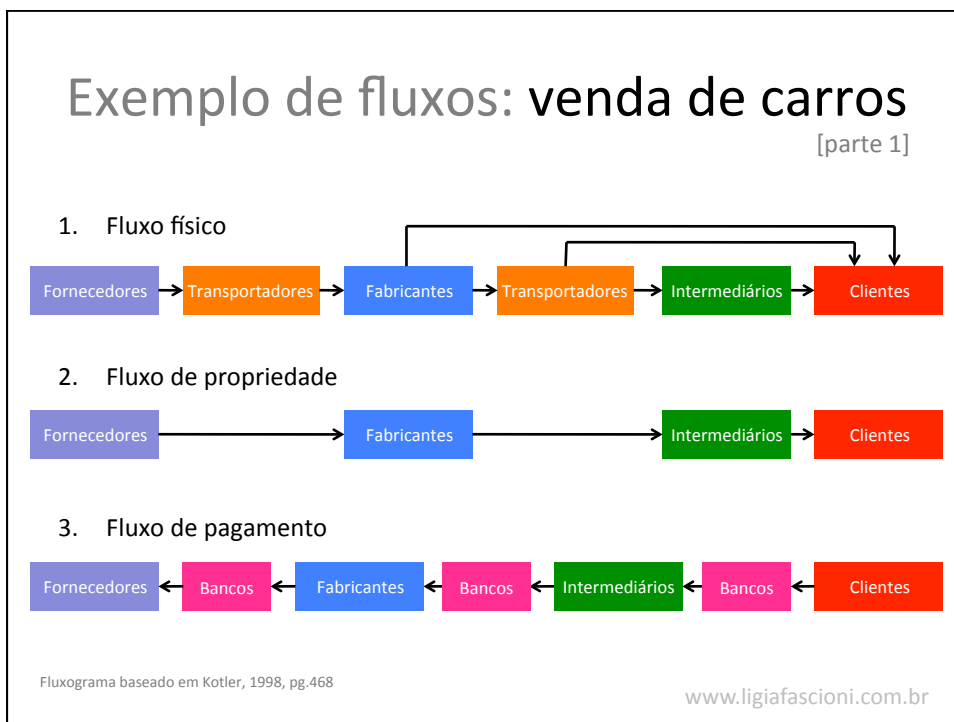 Exemplo de fluxos: venda de carros
[parte 1]
1. Fluxo físico
Fornecedores Transportadores Fabricantes Transportadores Intermediários Clientes
2. Fluxo de propriedade
Fornecedores Fabricantes Intermediários Clientes
3. Fluxo de pagamento
Fornecedores Bancos Fabricantes Bancos Intermediários Bancos Clientes
Fluxograma baseado em Kotler, 1998, pg.468
www.ligiafascioni.com.br